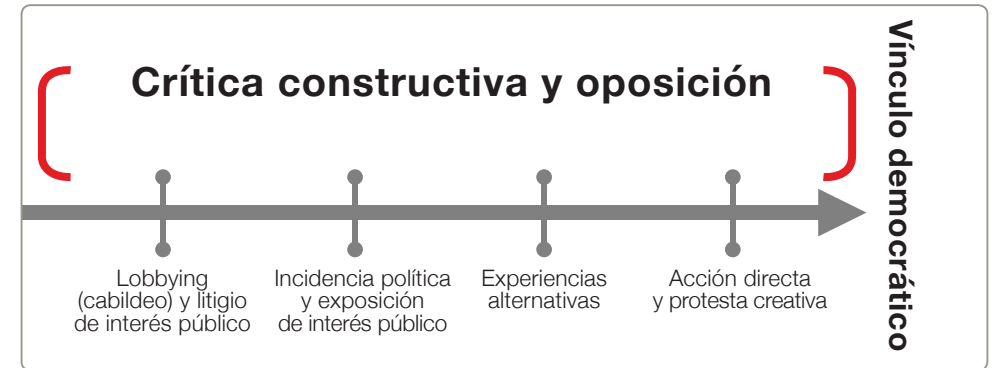 Crítica constructiva y oposición
Lobbying
(cabildeo) y litigio
de interés público
Incidencia política
y exposición
de interés público
Experiencias
alternativas
Acción directa
y protesta creativa
Vínculo democrático